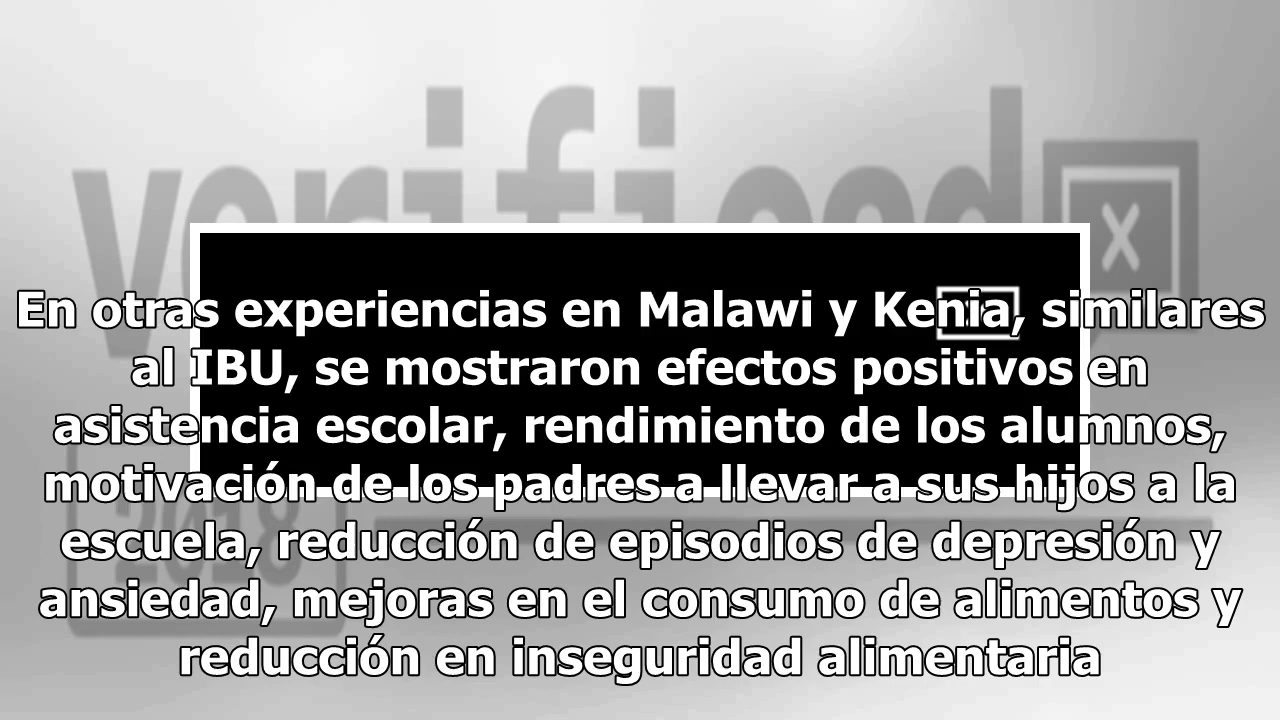 verificad
X
En otras experiencias en Malawi y Kenia, similares
al IBU, se mostraron efectos positivos en
asistencia escolar, rendimiento de los alumnos,
motivación de los padres a llevar a sus hijos a la
escuela, reducción de episodios de depresión y
ansiedad, mejoras en el consumo de alimentos y
reducción en inseguridad alimentaria
2018